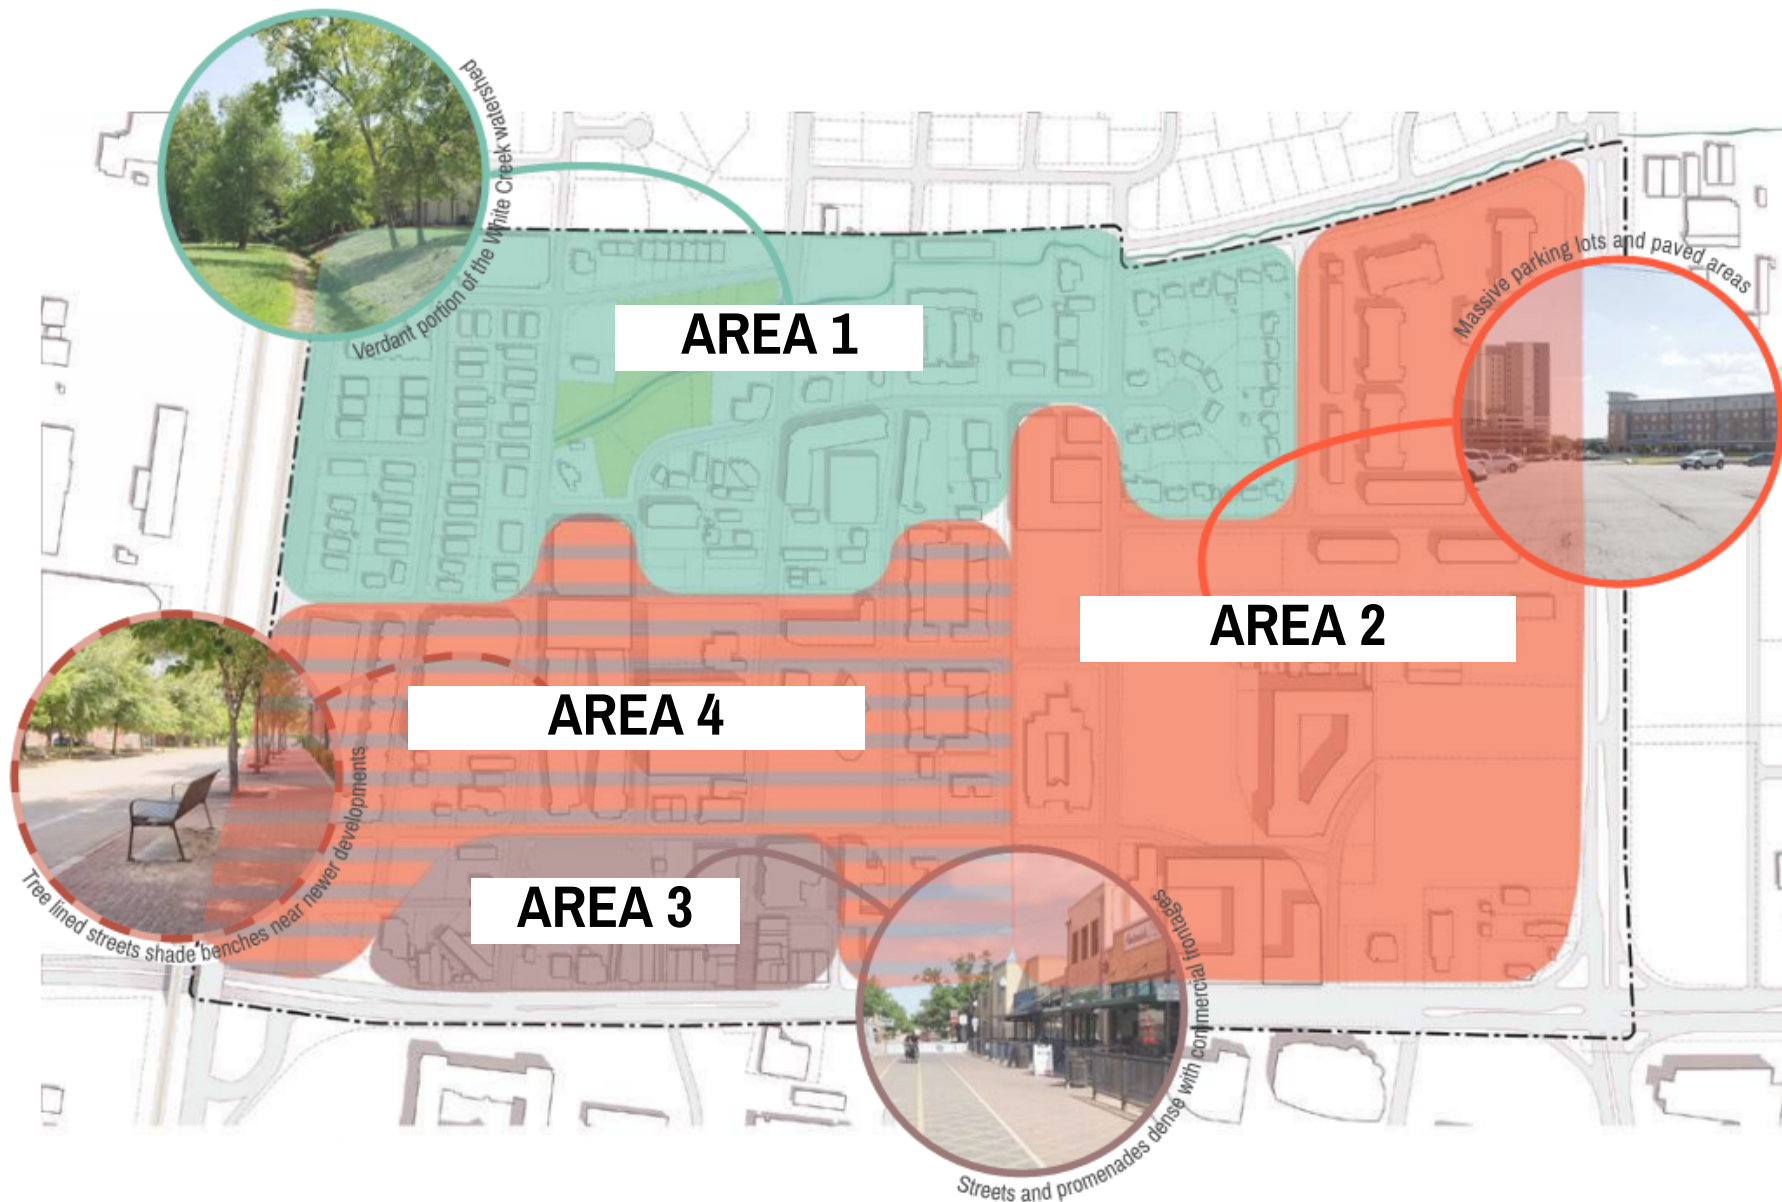 Verdant portion of the White Creek watershed
Massive parking lots and paved areas
AREA 1
AREA 2
AREA 4
AREA 3
Tree lined streets shade benches near newer developments
Streets and promenades dense with commercial frontages